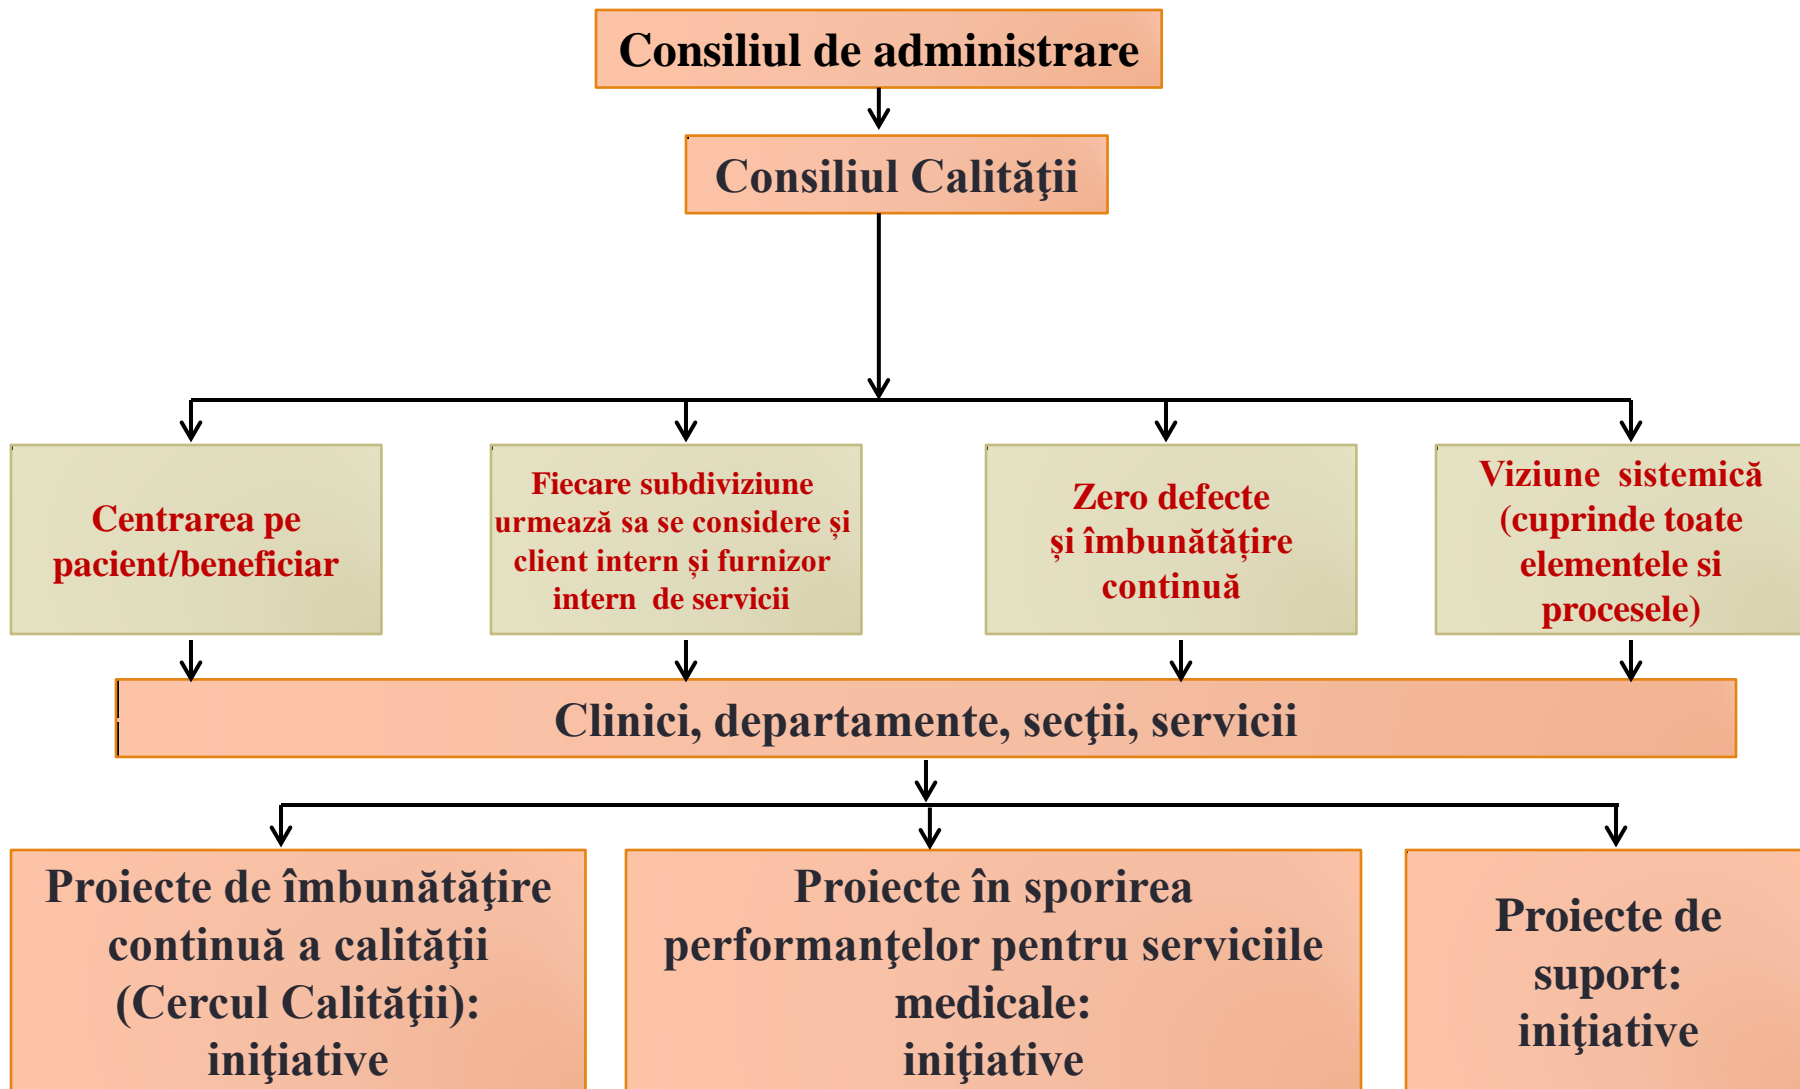 Consiliul de administrare
Consiliul Calităţii
Centrarea pe
pacient/beneficiar
Fiecare subdiviziune
urmează sa se considere și
client intern și furnizor
intern de servicii
Zero defecte
și îmbunătățire
continuă
Viziune sistemică
(cuprinde toate
elementele si
procesele)
Clinici, departamente, secţii, servicii
Proiecte de îmbunătăţire
continuă a calităţii
(Cercul Calităţii):
iniţiative
Proiecte în sporirea
performanţelor pentru serviciile
medicale:
iniţiative
Proiecte de
suport:
iniţiative